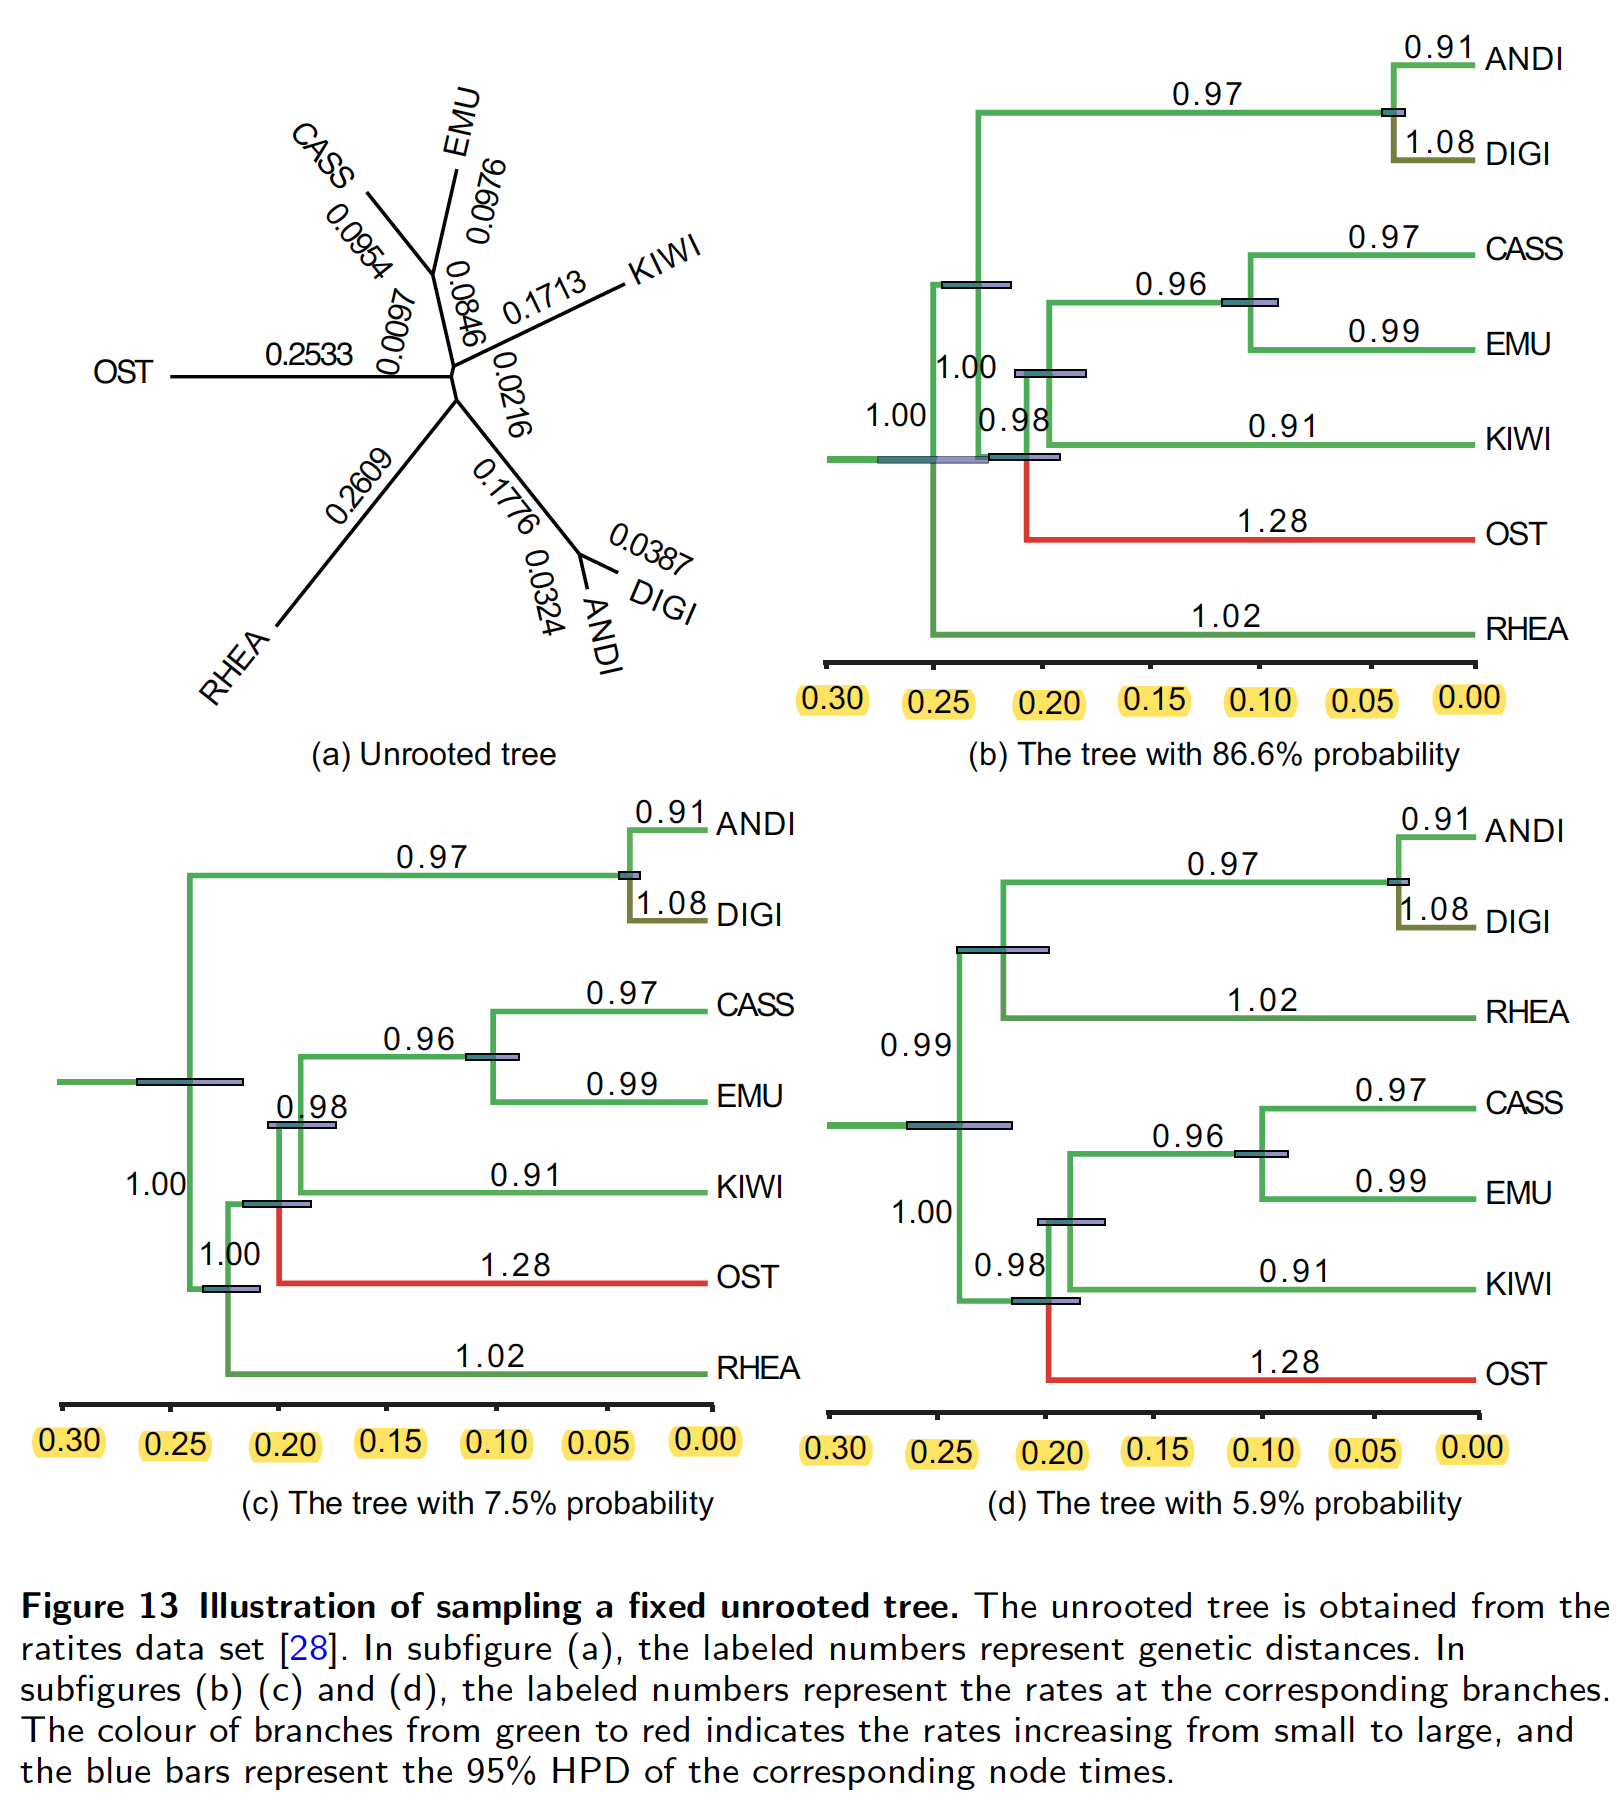 CASS
EMU
0.0954
0.0976
KIWI
0.0097
0.0846
0.1713
OST
0.2533
0.0216
0.2609
0.1776
0.0387
DIGI
0.0324
ANDI
RHEA
(a) Unrooted tree
0.91
ANDI
0.97
1.08
DIGI
0.97
CASS
0.96
0.99
EMU
1.00
1.00
0.98
0.91
KIWI
1.28
OST
1.02
RHEA
0.30 0.25 0.20 0.15 0.10 0.05 0.00
(b) The tree with 86.6% probability
0.91
ANDI
0.97
1.08
DIGI
0.97
CASS
0.96
0.99
EMU
0.98
1.00
0.91
KIWI
1.00
1.28
OST
1.02
RHEA
0.30 0.25 0.20 0.15 0.10 0.05 0.00
(c) The tree with 7.5% probability
0.91
ANDI
0.97
1.08
DIGI
1.02
RHEA
0.99
0.97
CASS
0.96
0.99
EMU
1.00
0.98
0.91
KIWI
1.28
OST
0.30 0.25 0.20 0.15 0.10 0.05 0.00
(d) The tree with 5.9% probability
Figure 13 Illustration of sampling a fixed unrooted tree. The unrooted tree is obtained from the
ratites data set [28]. In subfigure (a), the labeled numbers represent genetic distances. In
subfigures (b) (c) and (d), the labeled numbers represent the rates at the corresponding branches.
The colour of branches from green to red indicates the rates increasing from small to large, and
the blue bars represent the 95% HPD of the corresponding node times.